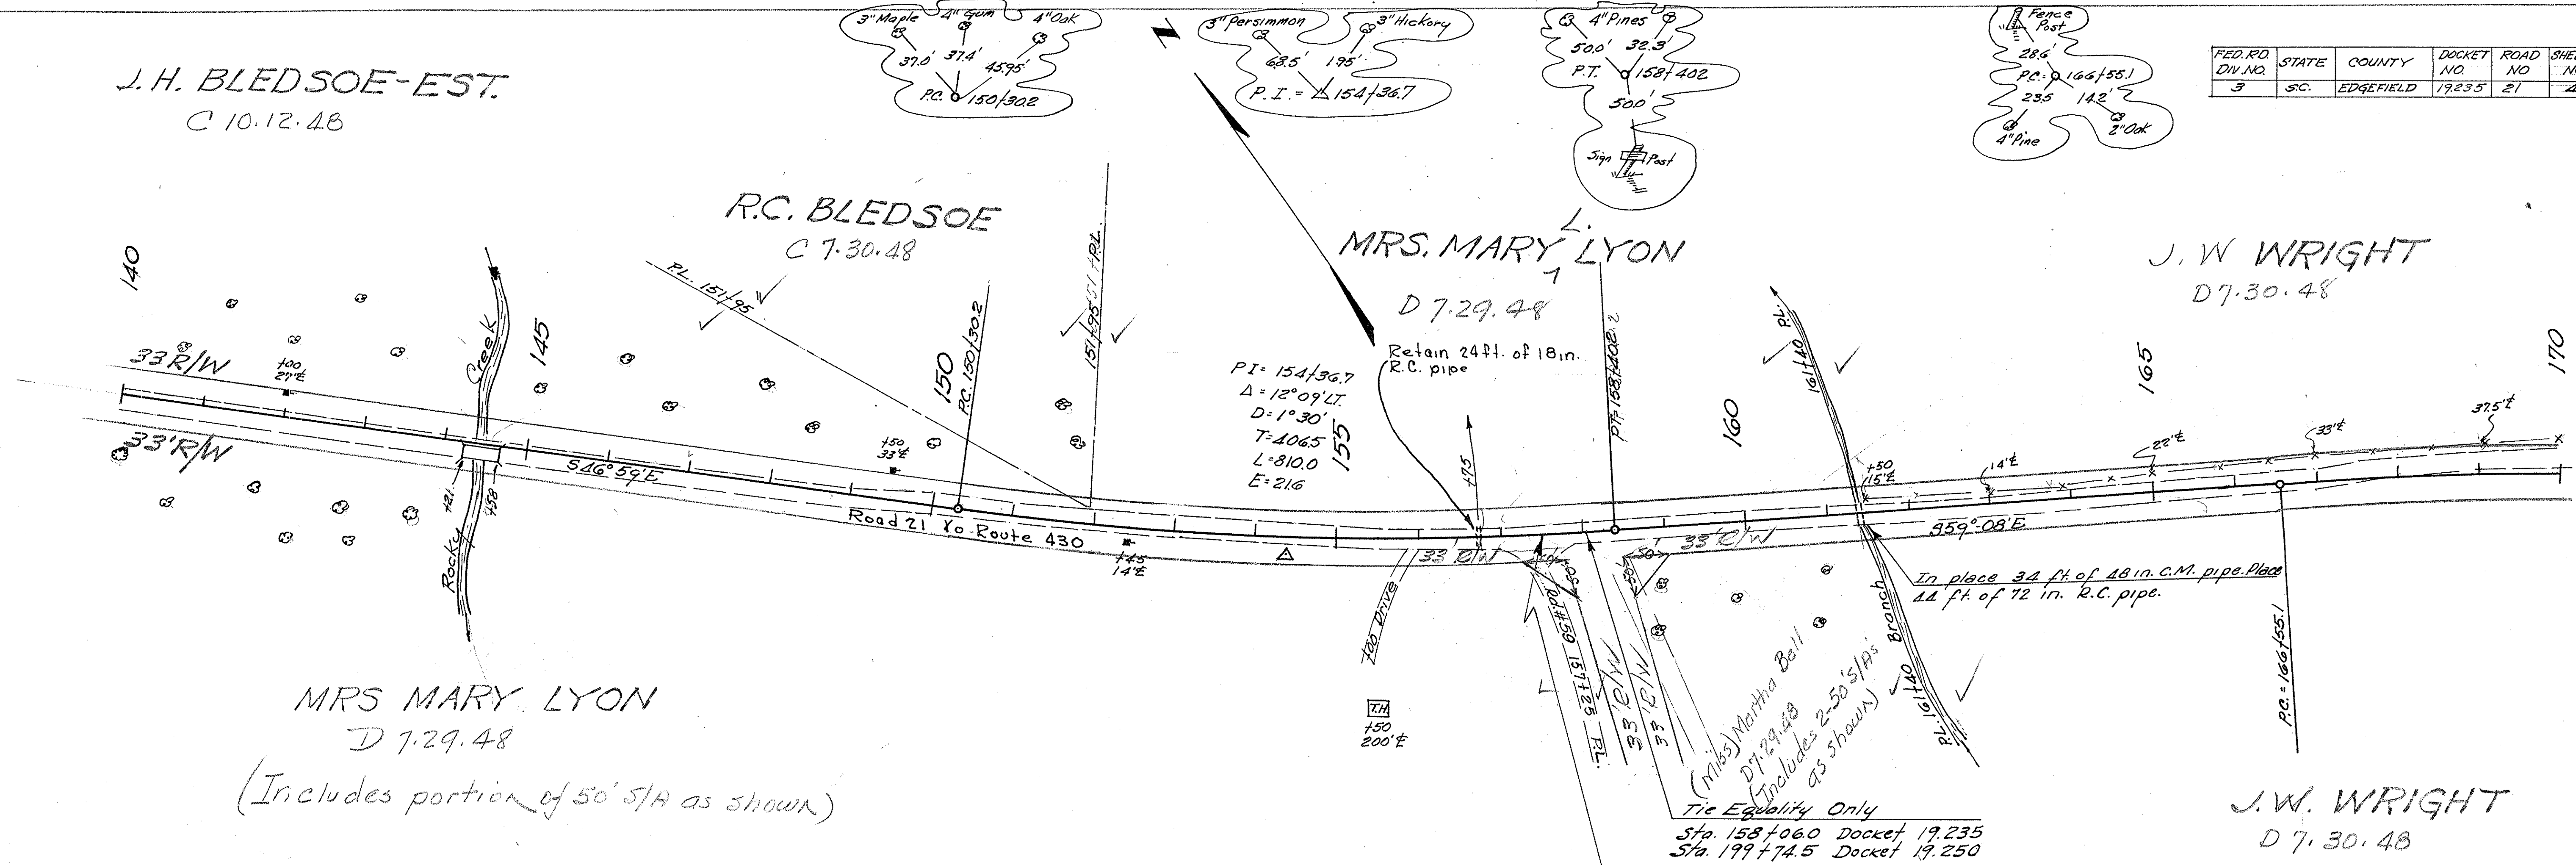 3" Maple
4" Gum
4" Oak
37.0'
37.4'
45.95'
P.C. 150+30.2
N
3" Persimmon
3" Hickory
68.5'
195'
P.I. = △ 154+36.7
4" Pines
50.0'
32.3'
P.T. 158+402
50.0'
Sign Post
Fence Post
28.6'
P.C. 166+55.1
23.5
14.2'
4" Pine
2" Oak
FED. RD. DIV. NO. STATE COUNTY DOCKET NO. ROAD NO
3 S.C. EDGEFIELD 19.235 21
J.H. BLEDSOE-EST.
C 10.12.48
R.C. BLEDSOE
C 7.30.48
L.
MRS. MARY LYON
D 7.29.48
J. W WRIGHT
D 7.30.48
140
145
150
155
160
165
170
P.L. 151+95
P.C. 150+30.2
151+95 P.L.
Retain 24 ft. of 18 in.
R.C. pipe
PI = 154+36.7
Δ = 12°09' LT.
D = 1°30'
T = 406.5
L = 810.0
E = 21.6
P.T. = 158+402.2
161+40 P.L.
33 R/W
33' R/W
+00
27' ℄
Creek
Rocky
+21
+58
S46°59'E
+50
33' ℄
Road 21 To Route 430
+45
14' ℄
+75
33' R/W
33' R/W
+50
15' ℄
14' ℄
22' ℄
33' ℄
37.5' ℄
S59°-08'E
In place 34 ft. of 48 in. C.M. pipe. Place
44 ft. of 72 in. R.C. pipe.
+00 Drive
T.H.
+50
200' ℄
50'
50'
50'
Rd. +59
157+25 P.L.
33' R/W
33' R/W
(Miss) Martha Bell
D 7.29.48
(Includes 2-50' S/A's
as shown)
Branch
P.L. 161+40
P.C. = 166+55.1
MRS MARY LYON
D 7.29.48
(Includes portion of 50' S/A as shown)
Tie Equality Only
Sta. 158+06.0 Docket 19.235
Sta. 199+74.5 Docket 19.250
J.W. WRIGHT
D 7.30.48